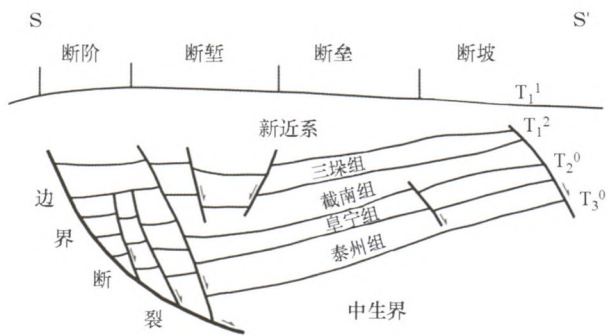 S S'
断阶 断堑 断垒 断坡
T₁¹
新近系
T₁²
三垛组
T₂⁰
戴南组
阜宁组
T₃⁰
泰州组
边界断裂
中生界